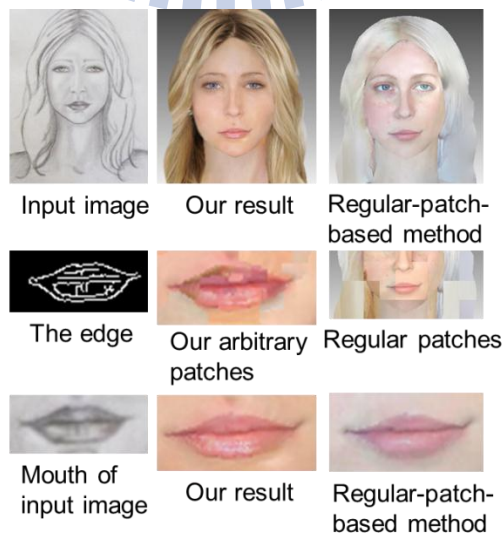 Input image
Our result
Regular-patch-
based method
The edge
Our arbitrary
patches
Regular patches
Mouth of
input image
Our result
Regular-patch-
based method